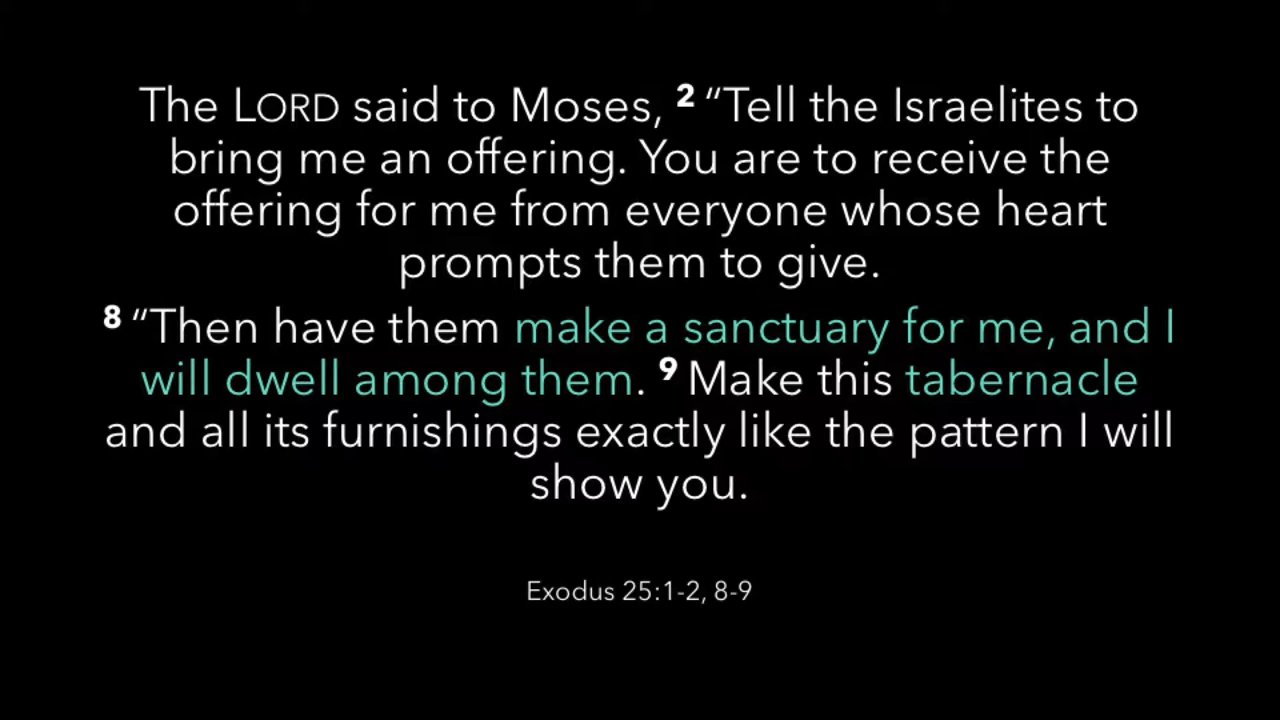 The LORD said to Moses, 2 “Tell the Israelites to
bring me an offering. You are to receive the
offering for me from everyone whose heart
prompts them to give.
8 “Then have them make a sanctuary for me, and I
will dwell among them. 9 Make this tabernacle
and all its furnishings exactly like the pattern I will
show you.
Exodus 25:1-2, 8-9